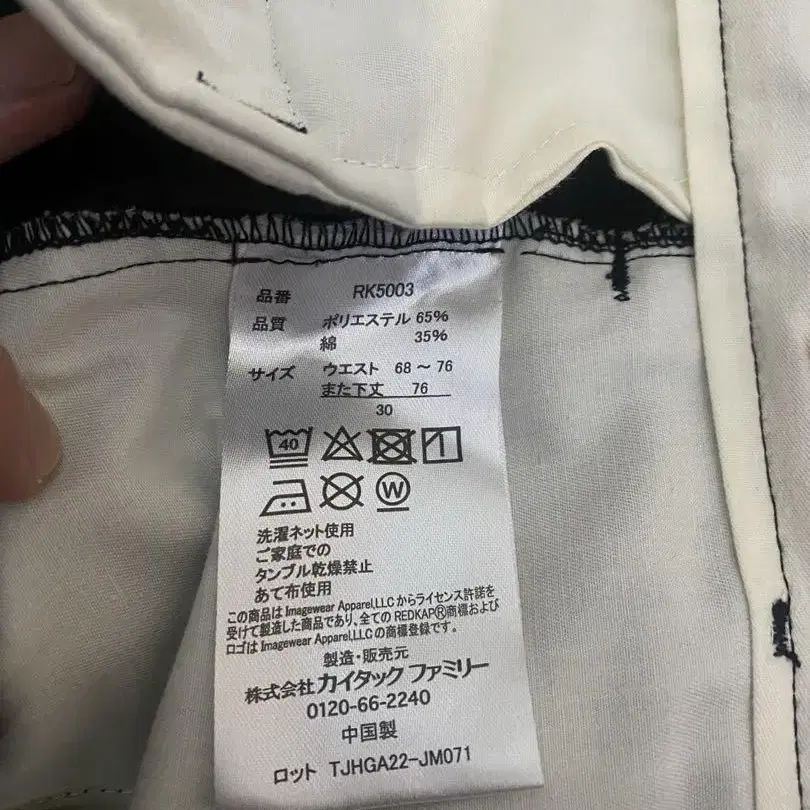 品番 RK5003
品質 ポリエステル 65%
綿 35%
サイズ ウエスト 68 ～ 76
また下丈 76
30
40
W
洗濯ネット使用
ご家庭での
タンブル乾燥禁止
あて布使用
この商品は Imagewear Apparel,LLC からライセンス許諾を
受けて製造した商品であり、全ての REDKAP®商標および
ロゴは Imagewear Apparel,LLC の商標登録です。
製造・販売元
株式会社カイタック ファミリー
0120-66-2240
中国製
ロット TJHGA22-JM071